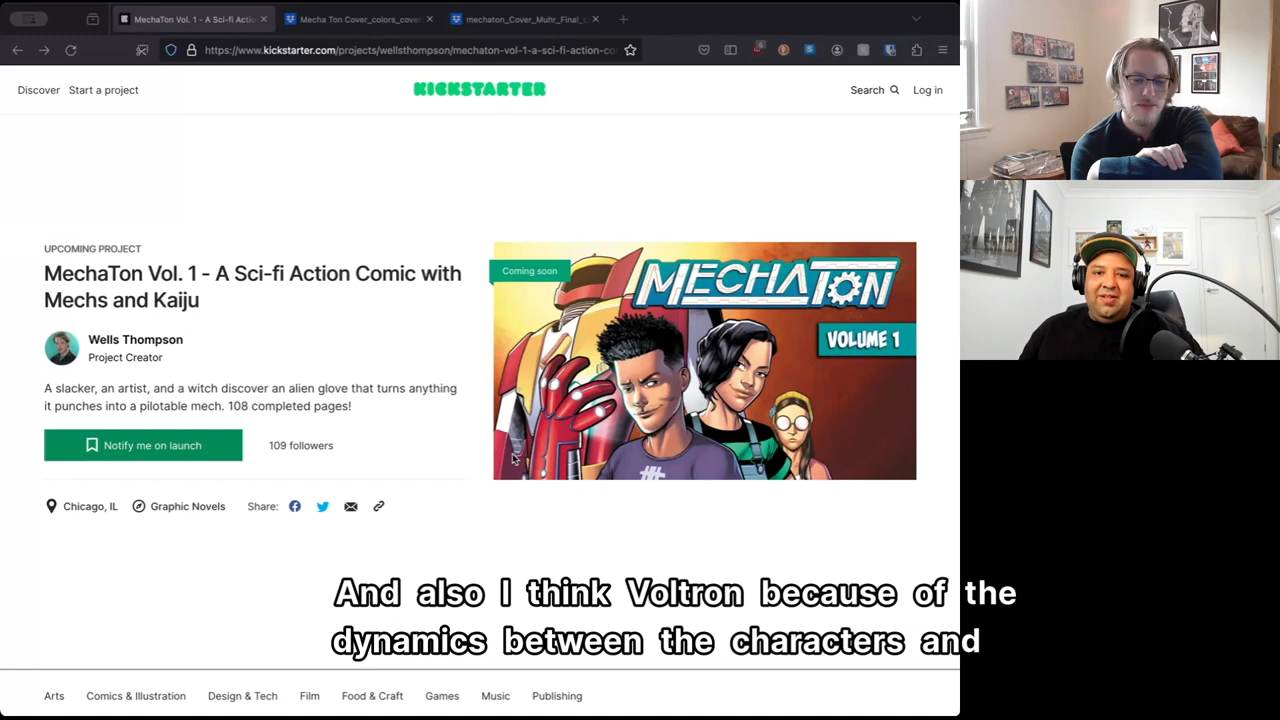 MechaTon Vol. 1 - A Sci-fi Actio
Mecha Ton Cover_colors_cove
mechaton_Cover_Muhr_Final_c
https://www.kickstarter.com/projects/wellsthompson/mechaton-vol-1-a-sci-fi-action-co
Discover
Start a project
KICKSTARTER
Search
Log in
UPCOMING PROJECT
MechaTon Vol. 1 - A Sci-fi Action Comic with
Mechs and Kaiju
Wells Thompson
Project Creator
A slacker, an artist, and a witch discover an alien glove that turns anything
it punches into a pilotable mech. 108 completed pages!
Notify me on launch
109 followers
Chicago, IL
Graphic Novels
Share:
Coming soon
MECHATON
VOLUME 1
And also I think Voltron because of the
dynamics between the characters and
Arts
Comics & Illustration
Design & Tech
Film
Food & Craft
Games
Music
Publishing